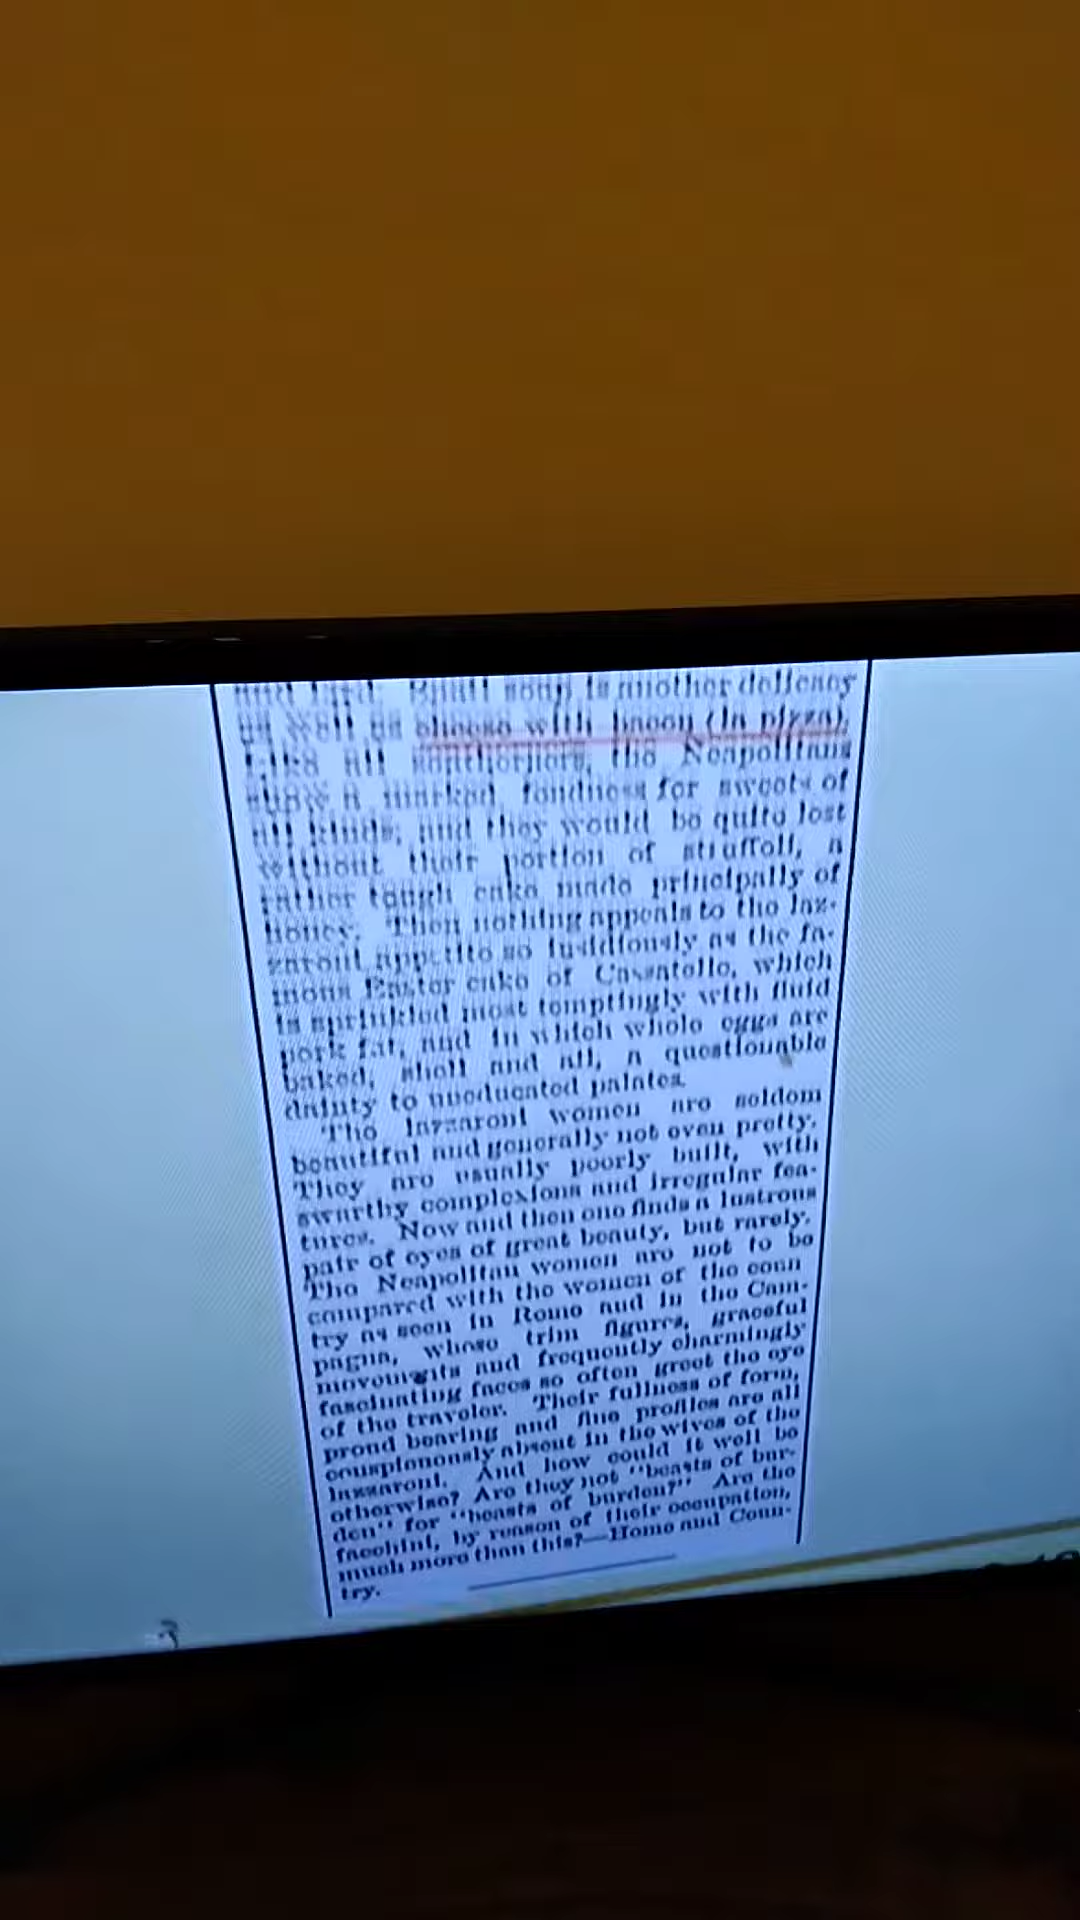 and lard. Snail soup is another delicacy
as well as cheese with bacon (la pizza).
Like all southerners, the Neapolitans
show a marked fondness for sweets of
all kinds, and they would be quite lost
without their portion of struffoli, a
rather tough cake made principally of
honey. Then nothing appeals to the laz-
zaroni appetite so insidiously as the fa-
mous Easter cake of Casatello, which
is sprinkled most temptingly with fluid
pork fat, and in which whole eggs are
baked, shell and all, a questionable
dainty to uneducated palates.
The lazzaroni women are seldom
beautiful and generally not even pretty.
They are usually poorly built, with
swarthy complexions and irregular fea-
tures. Now and then one finds a lustrous
pair of eyes of great beauty, but rarely.
The Neapolitan women are not to be
compared with the women of the coun
try as seen in Rome and in the Cam-
pagna, whose trim figures, graceful
movements and frequently charmingly
fascinating faces so often greet the eye
of the traveler. Their fullness of form,
proud bearing and fine profiles are all
conspicuously absent in the wives of the
lazzaroni. And how could it well be
otherwise? Are they not "beasts of bur-
den" for "beasts of burden?" Are the
facchini, by reason of their occupation,
much more than this?—Home and Coun-
try.
3